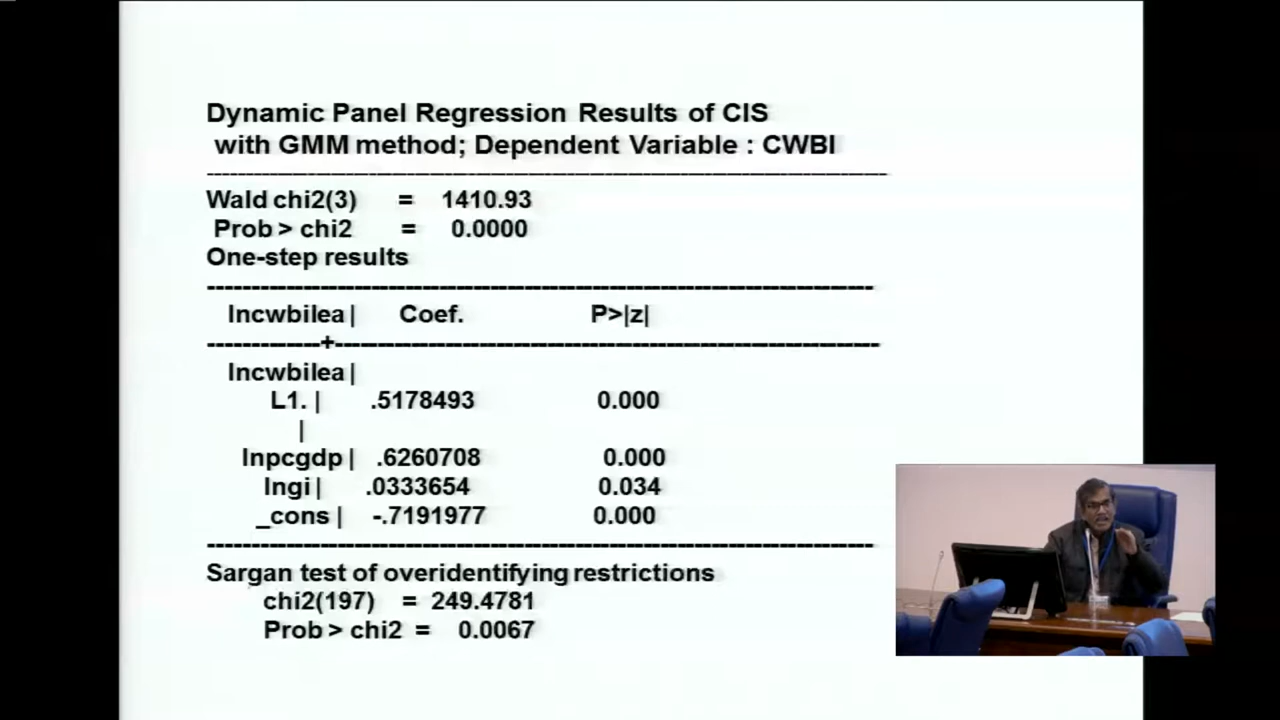 Dynamic Panel Regression Results of CIS
with GMM method; Dependent Variable : CWBI
Wald chi2(3) = 1410.93
Prob > chi2 = 0.0000
One-step results
lncwbilea | Coef. P>|z|
lncwbilea |
L1. | .5178493 0.000
|
lnpcgdp | .6260708 0.000
lngi | .0333654 0.034
_cons | -.7191977 0.000
Sargan test of overidentifying restrictions
chi2(197) = 249.4781
Prob > chi2 = 0.0067